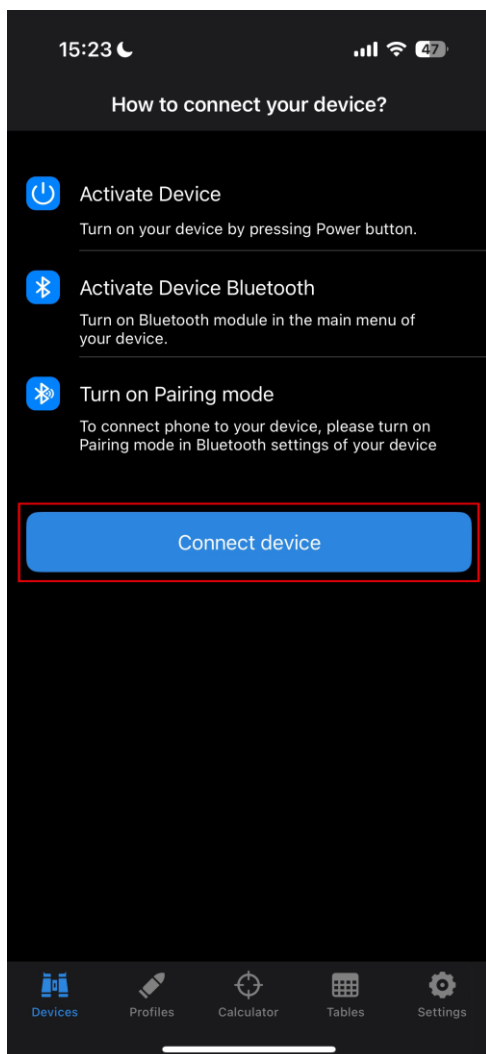 15:23
47
How to connect your device?
Activate Device
Turn on your device by pressing Power button.
Activate Device Bluetooth
Turn on Bluetooth module in the main menu of
your device.
Turn on Pairing mode
To connect phone to your device, please turn on
Pairing mode in Bluetooth settings of your device
Connect device
Devices Profiles Calculator Tables Settings